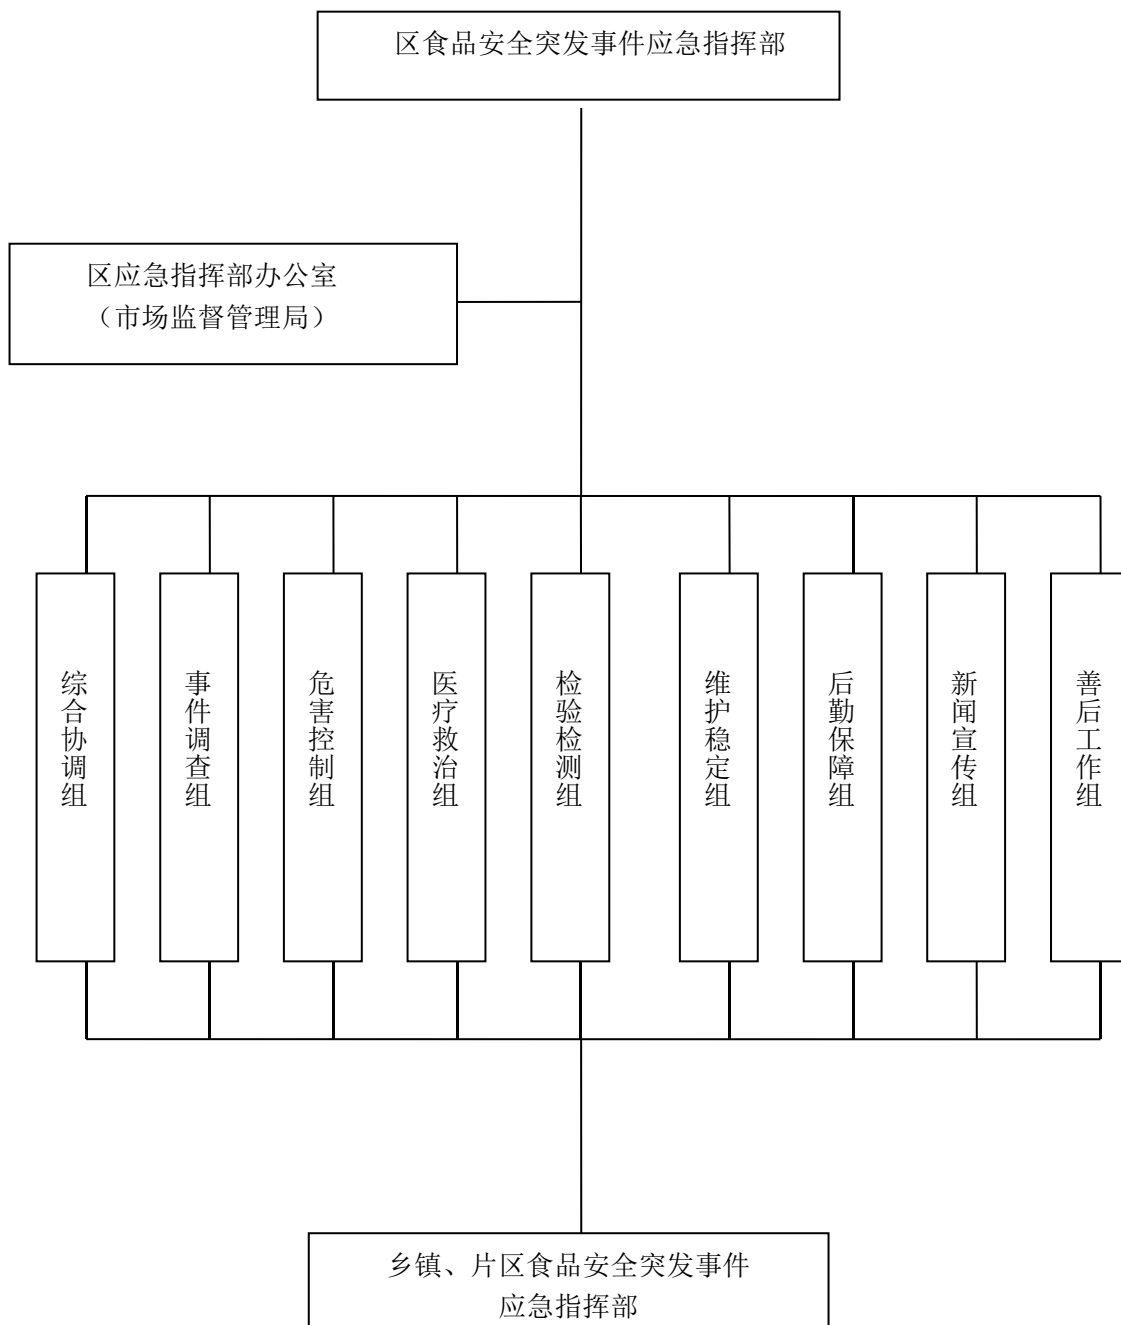 区食品安全突发事件应急指挥部
区应急指挥部办公室
（市场监督管理局）
综合协调组
事件调查组
危害控制组
医疗救治组
检验检测组
维护稳定组
后勤保障组
新闻宣传组
善后工作组
乡镇、片区食品安全突发事件
应急指挥部